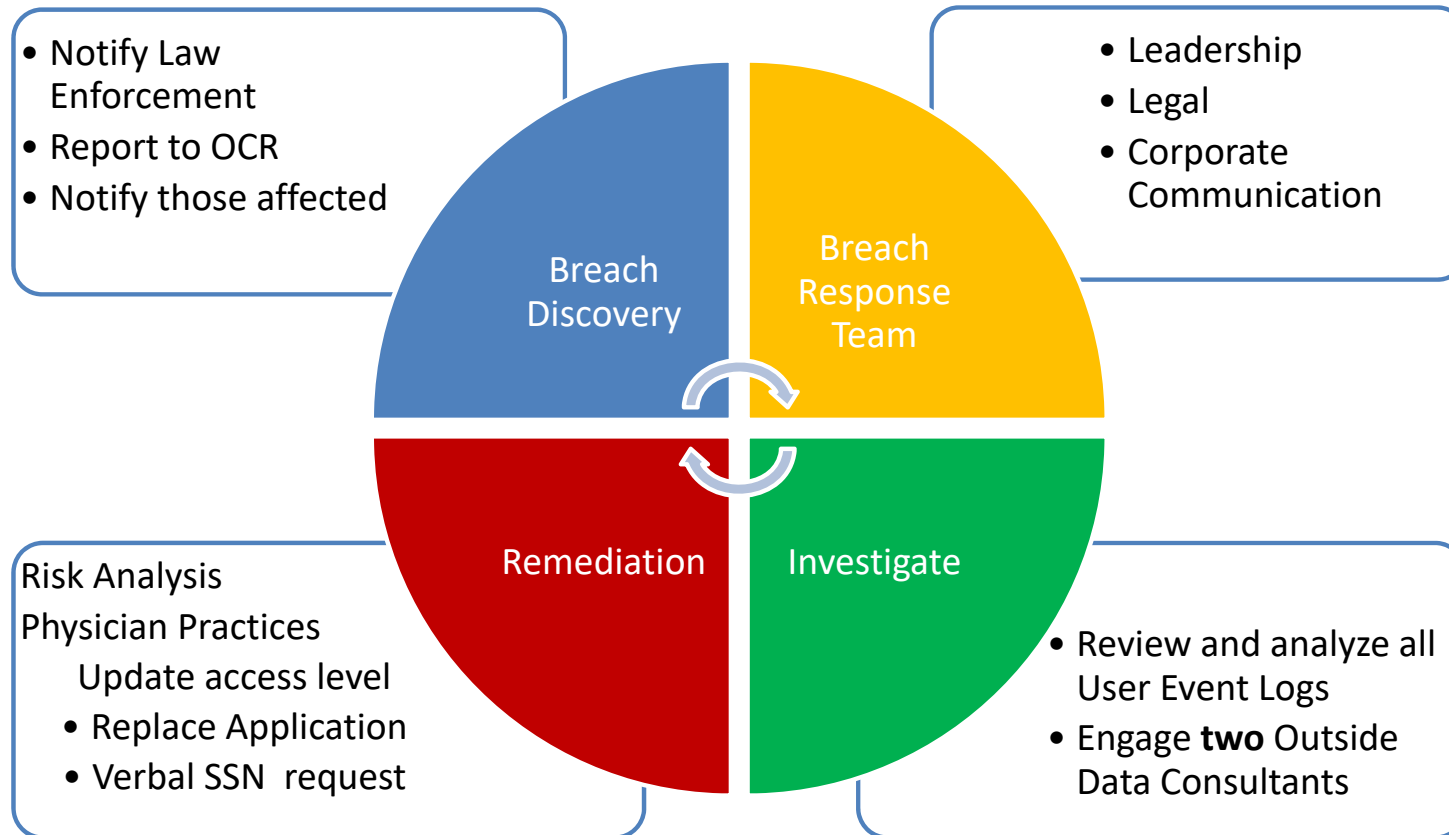 • Notify Law
Enforcement
• Report to OCR
• Notify those affected
• Leadership
• Legal
• Corporate
Communication
Breach
Discovery
Breach
Response
Team
Remediation
Investigate
Risk Analysis
Physician Practices
Update access level
• Replace Application
• Verbal SSN request
• Review and analyze all
User Event Logs
• Engage two Outside
Data Consultants